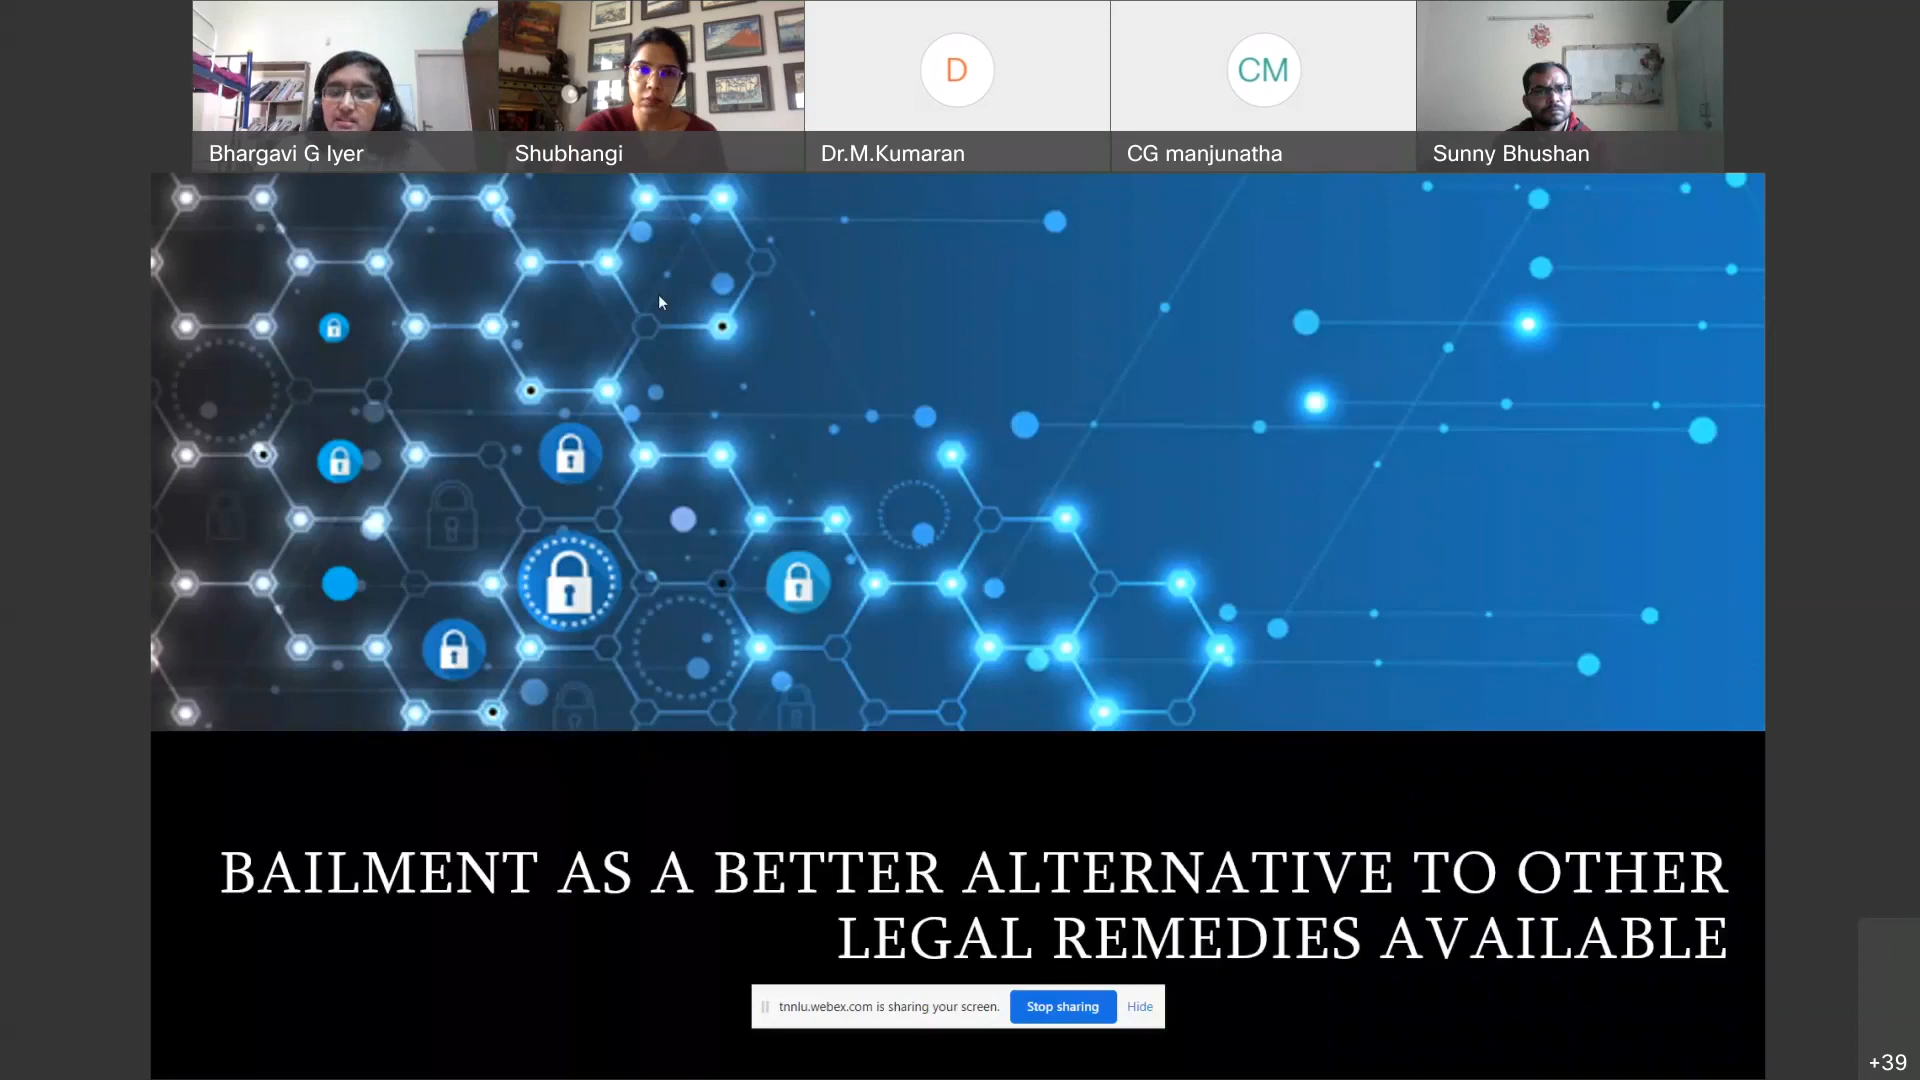 D
CM
Bhargavi G Iyer
Shubhangi
Dr.M.Kumaran
CG manjunatha
Sunny Bhushan
BAILMENT AS A BETTER ALTERNATIVE TO OTHER
LEGAL REMEDIES AVAILABLE
tnnlu.webex.com is sharing your screen. Stop sharing Hide
+39